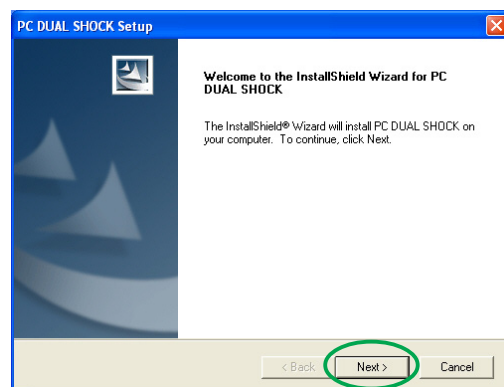 PC DUAL SHOCK Setup
Welcome to the InstallShield Wizard for PC
DUAL SHOCK
The InstallShield® Wizard will install PC DUAL SHOCK on
your computer. To continue, click Next.
< Back
Next >
Cancel